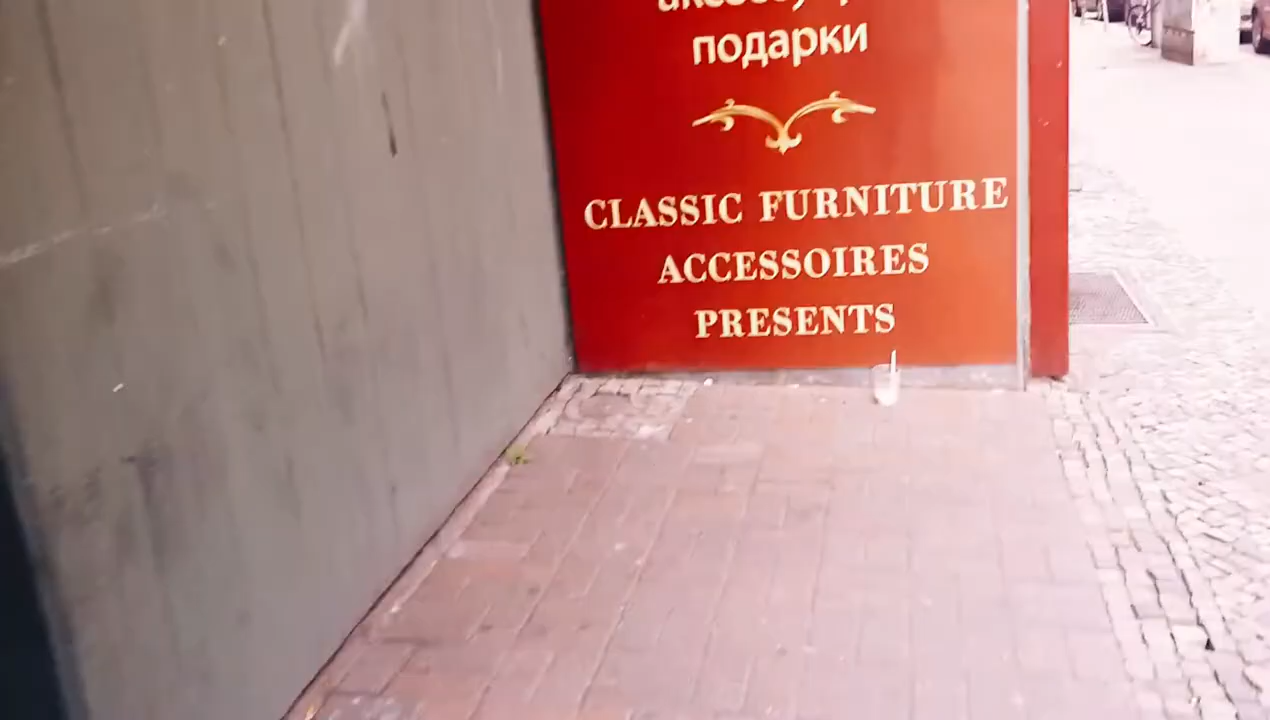 подарки
CLASSIC FURNITURE
ACCESSOIRES
PRESENTS